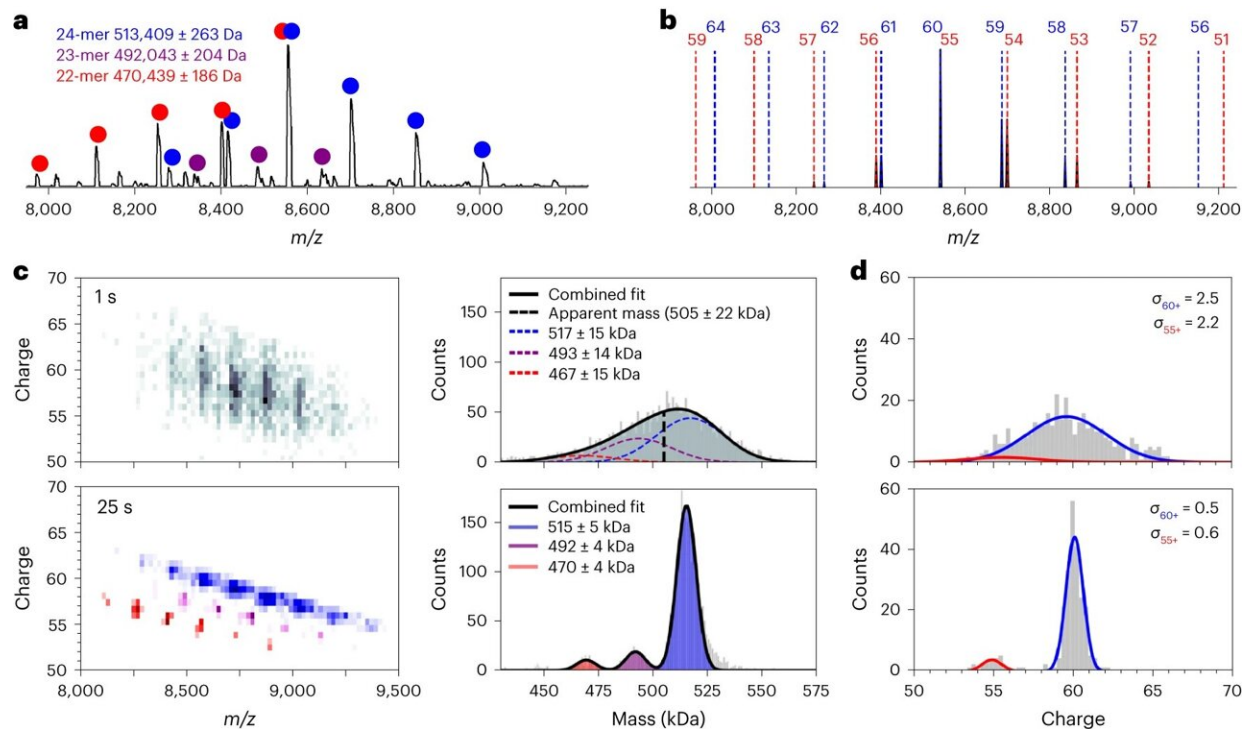 a
24-mer 513,409 ± 263 Da
23-mer 492,043 ± 204 Da
22-mer 470,439 ± 186 Da
8,000 8,200 8,400 8,600 8,800 9,000 9,200
m/z
b
64 63 62 61 60 59 58 57 56
59 58 57 56 55 54 53 52 51
8,000 8,200 8,400 8,600 8,800 9,000 9,200
m/z
c
70
65
60
55
50
Charge
1 s
150
100
50
0
Counts
Combined fit
Apparent mass (505 ± 22 kDa)
517 ± 15 kDa
493 ± 14 kDa
467 ± 15 kDa
d
60
40
20
0
Counts
σ60+ = 2.5
σ55+ = 2.2
70
65
60
55
50
Charge
25 s
8,000 8,500 9,000 9,500
m/z
150
100
50
0
Counts
Combined fit
515 ± 5 kDa
492 ± 4 kDa
470 ± 4 kDa
450 475 500 525 550 575
Mass (kDa)
60
40
20
0
Counts
σ60+ = 0.5
σ55+ = 0.6
50 55 60 65 70
Charge